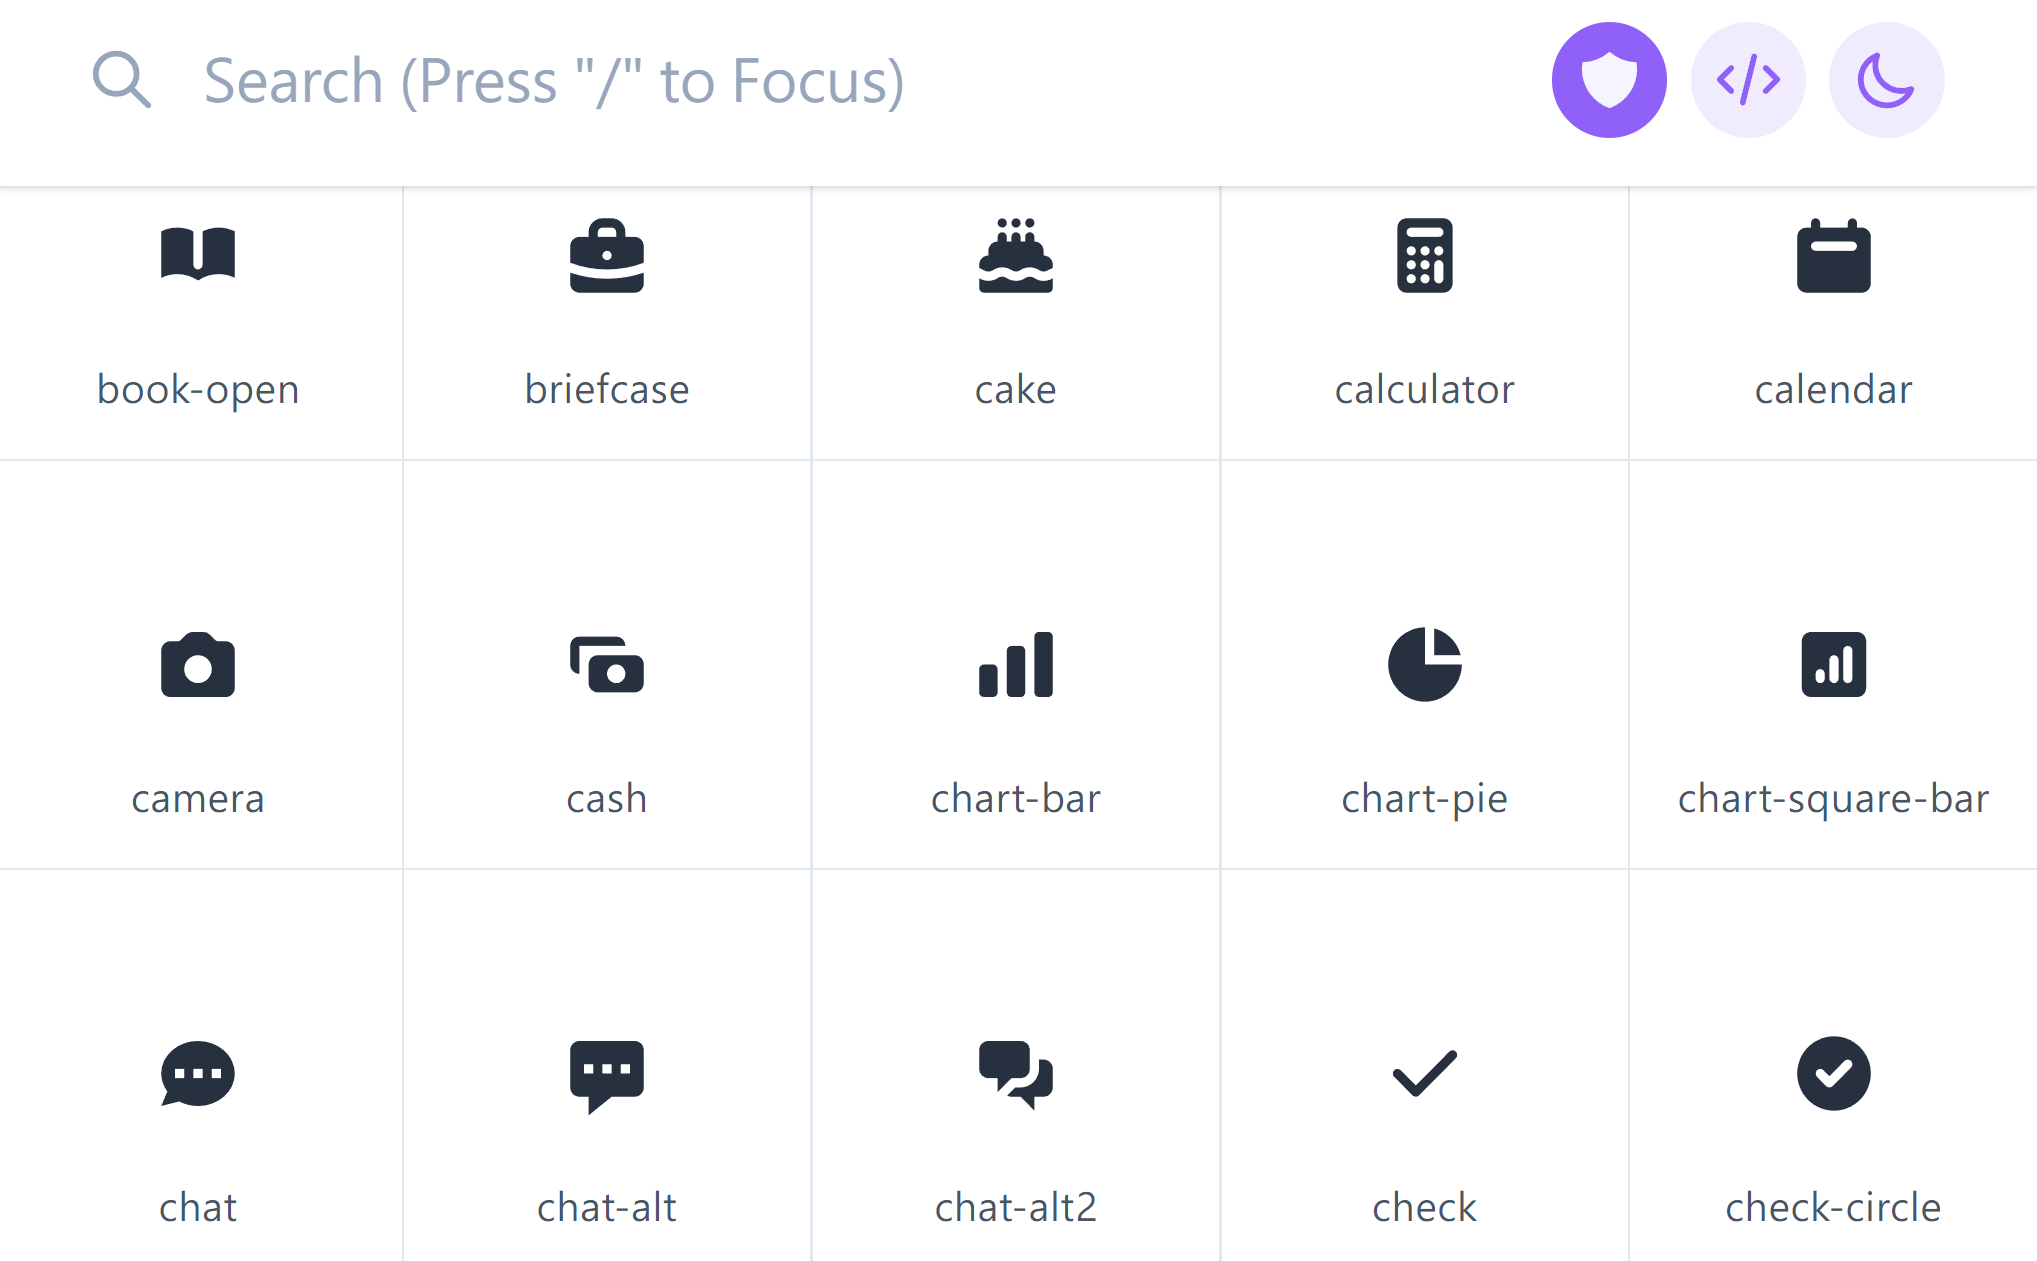 Search (Press "/" to Focus)
book-open
briefcase
cake
calculator
calendar
camera
cash
chart-bar
chart-pie
chart-square-bar
chat
chat-alt
chat-alt2
check
check-circle